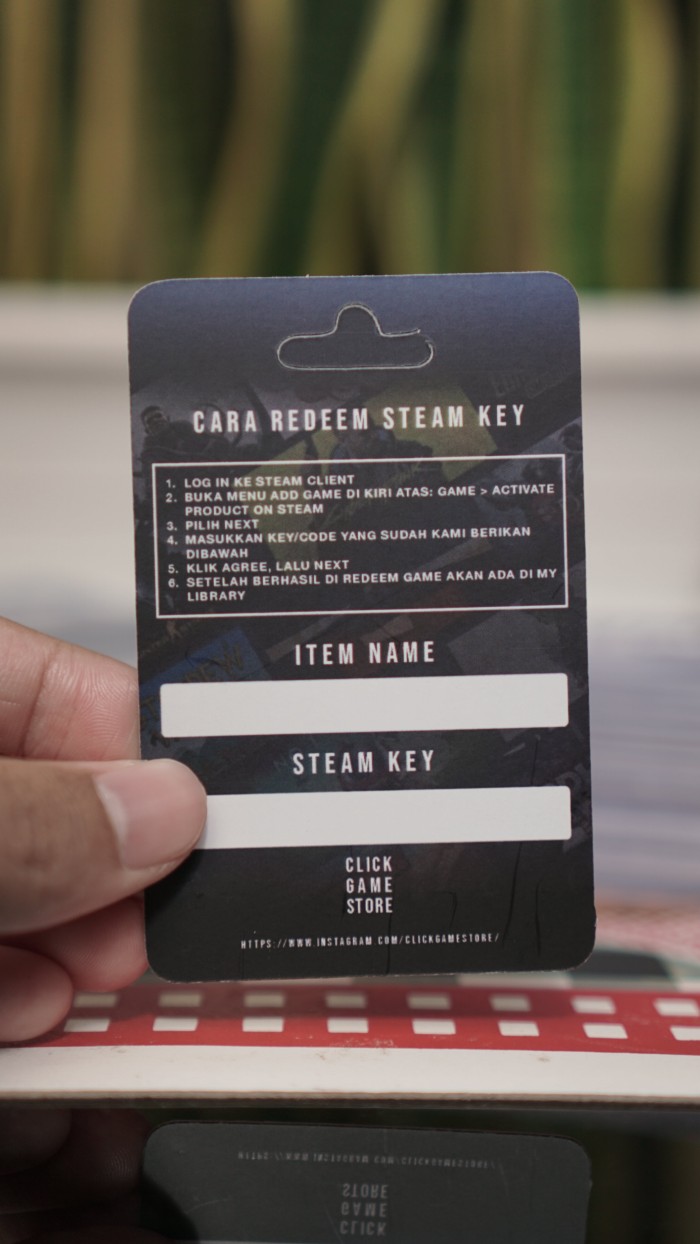 CARA REDEEM STEAM KEY
1. LOG IN KE STEAM CLIENT
2. BUKA MENU ADD GAME DI KIRI ATAS: GAME > ACTIVATE
PRODUCT ON STEAM
3. PILIH NEXT
4. MASUKKAN KEY/CODE YANG SUDAH KAMI BERIKAN
DIBAWAH
5. KLIK AGREE, LALU NEXT
6. SETELAH BERHASIL DI REDEEM GAME AKAN ADA DI MY
LIBRARY
ITEM NAME
STEAM KEY
CLICK
GAME
STORE
HTTPS://WWW.INSTAGRAM.COM/CLICKGAMESTORE/